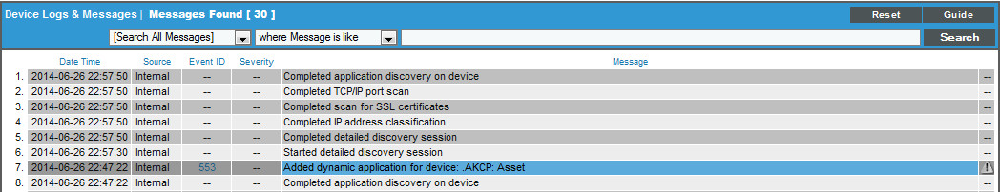 Device Logs & Messages | Messages Found [ 30 ] Reset Guide
[Search All Messages] where Message is like Search
Date Time Source Event ID Severity Message
1. 2014-06-26 22:57:50 Internal -- -- Completed application discovery on device --
2. 2014-06-26 22:57:50 Internal -- -- Completed TCP/IP port scan --
3. 2014-06-26 22:57:50 Internal -- -- Completed scan for SSL certificates --
4. 2014-06-26 22:57:50 Internal -- -- Completed IP address classification --
5. 2014-06-26 22:57:50 Internal -- -- Completed detailed discovery session --
6. 2014-06-26 22:57:30 Internal -- -- Started detailed discovery session --
7. 2014-06-26 22:47:22 Internal 553 -- Added dynamic application for device: .AKCP: Asset
8. 2014-06-26 22:47:22 Internal -- -- Completed application discovery on device --